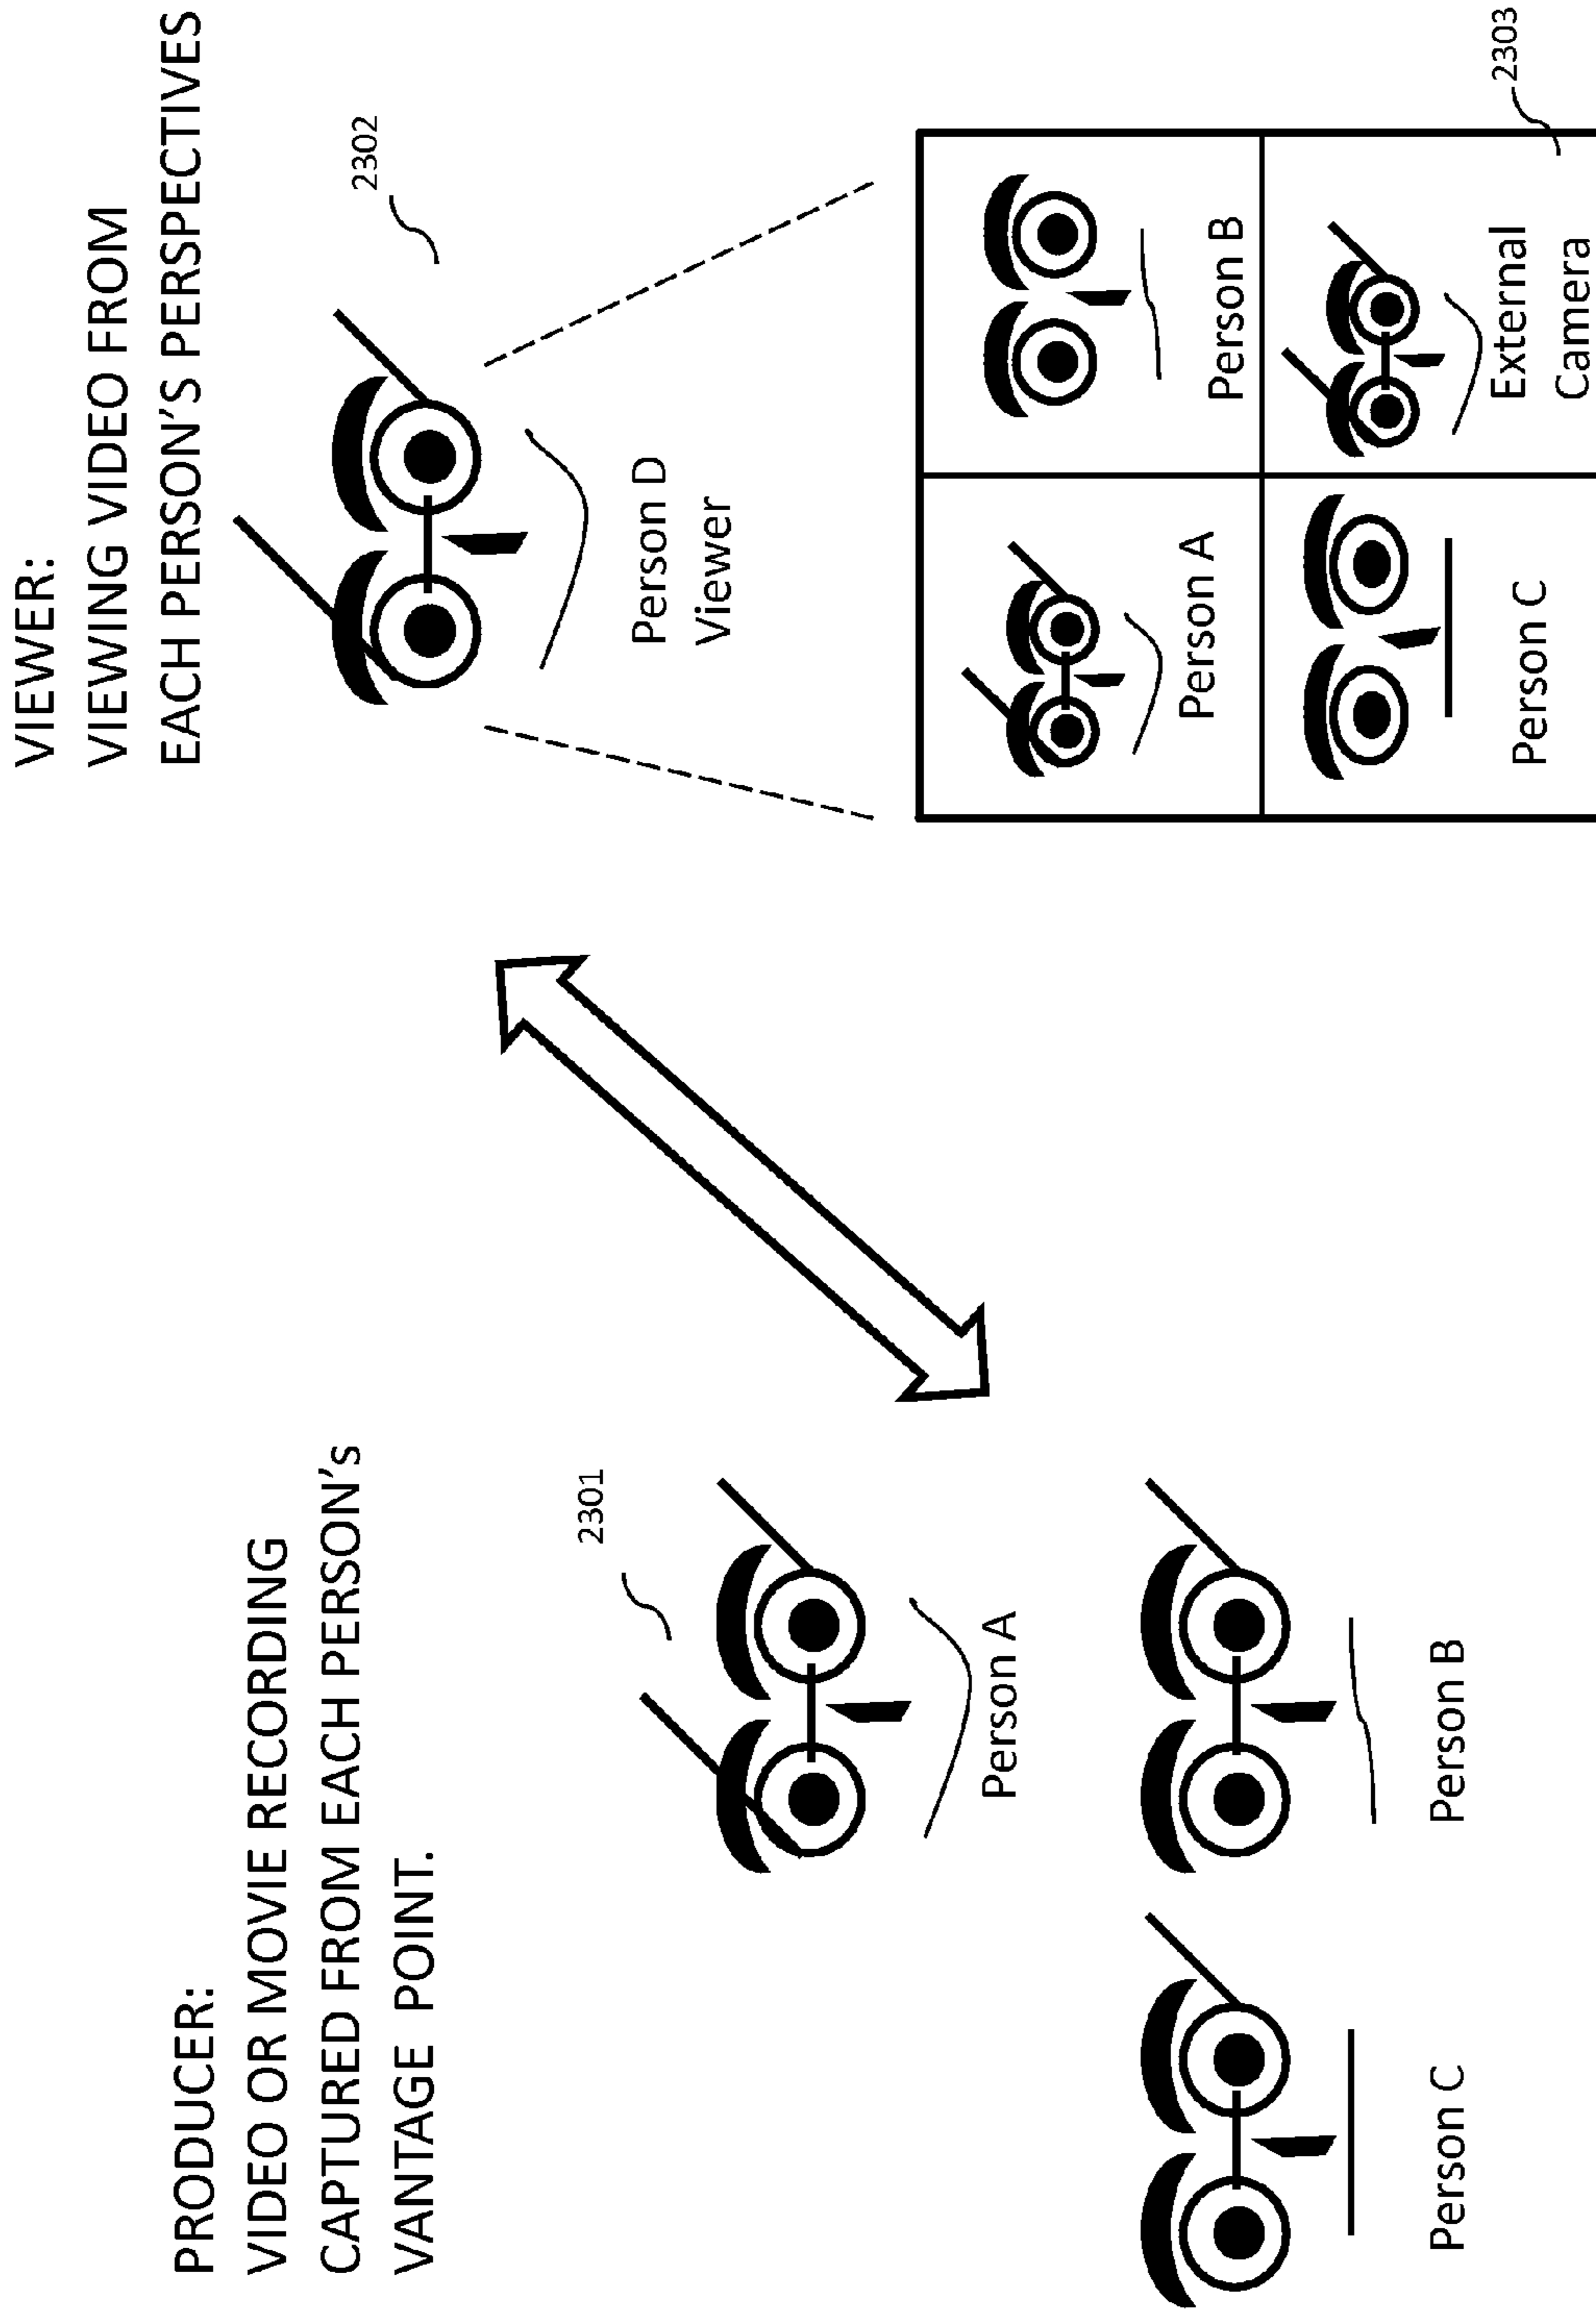 PRODUCER:
VIDEO OR MOVIE RECORDING
CAPTURED FROM EACH PERSON's
VANTAGE POINT.
2301
Person A
Person C
Person B
VIEWER:
VIEWING VIDEO FROM
EACH PERSON'S PERSPECTIVES
2302
Person D
Viewer
Person A
Person B
Person C
External
Camera
2303